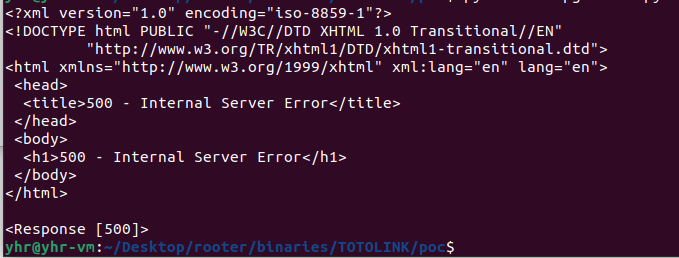 <?xml version="1.0" encoding="iso-8859-1"?>
<!DOCTYPE html PUBLIC "-//W3C//DTD XHTML 1.0 Transitional//EN"
         "http://www.w3.org/TR/xhtml1/DTD/xhtml1-transitional.dtd">
<html xmlns="http://www.w3.org/1999/xhtml" xml:lang="en" lang="en">
 <head>
  <title>500 - Internal Server Error</title>
 </head>
 <body>
  <h1>500 - Internal Server Error</h1>
 </body>
</html>

<Response [500]>
yhr@yhr-vm:~/Desktop/rooter/binaries/TOTOLINK/poc$